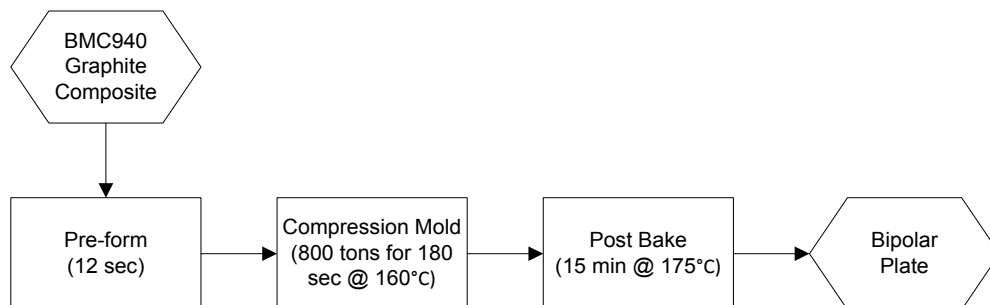 BMC940
Graphite
Composite
Pre-form
(12 sec)
Compression Mold
(800 tons for 180
sec @ 160°C)
Post Bake
(15 min @ 175°C)
Bipolar
Plate